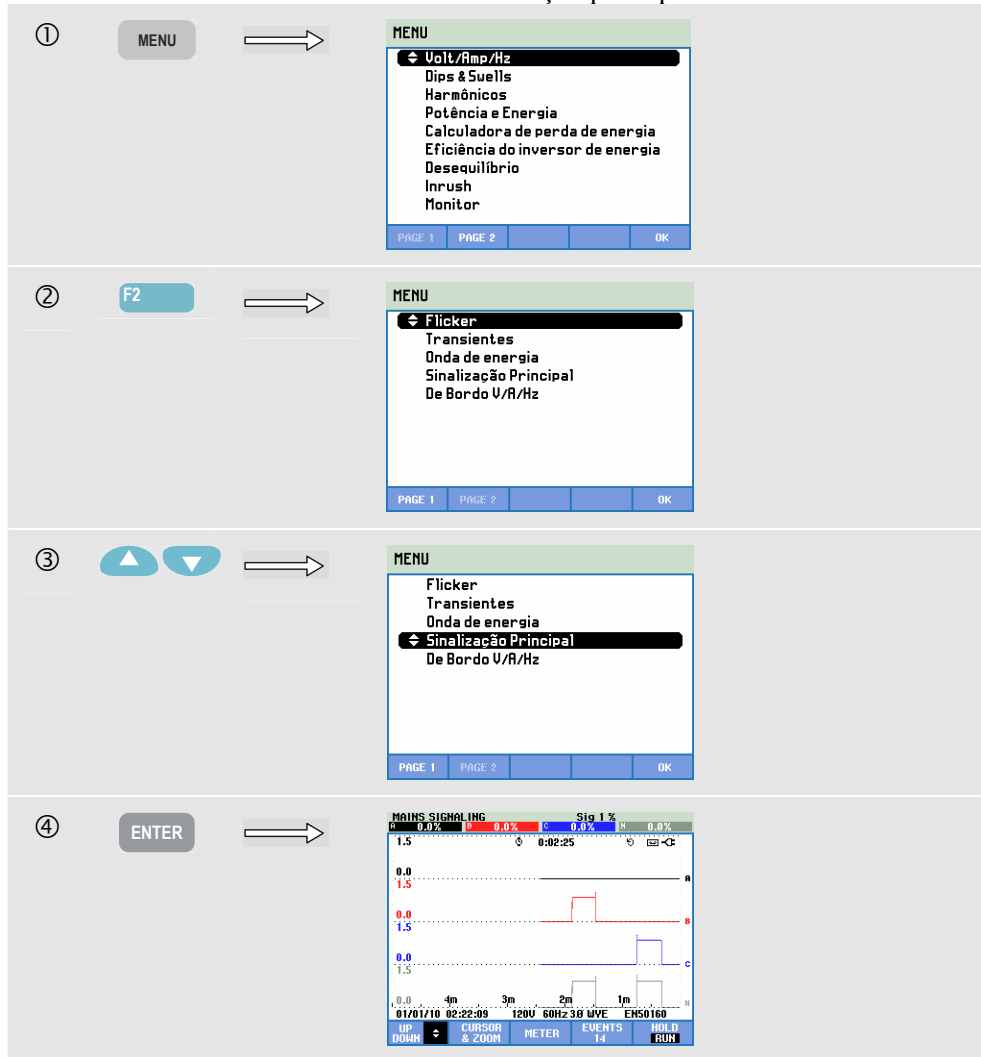 ① MENU
MENU
Volt/Amp/Hz
Dips & Swells
Harmônicos
Potência e Energia
Calculadora de perda de energia
Eficiência do inversor de energia
Desequilíbrio
Inrush
Monitor
PAGE 1 PAGE 2 OK
② F2
MENU
Flicker
Transientes
Onda de energia
Sinalização Principal
De Bordo V/A/Hz
PAGE 1 PAGE 2 OK
③
MENU
Flicker
Transientes
Onda de energia
Sinalização Principal
De Bordo V/A/Hz
PAGE 1 PAGE 2 OK
④ ENTER
MAINS SIGNALING Sig 1 %
A 0.0% B 0.0% C 0.0% N 0.0%
1.5 0:02:25
0.0 A
1.5
0.0 B
1.5
0.0 C
1.5
0.0 4m 3m 2m 1m N
01/01/10 02:22:09 120V 60Hz 3Ø WYE EN50160
UP DOWN CURSOR & ZOOM METER EVENTS 14 HOLD RUN